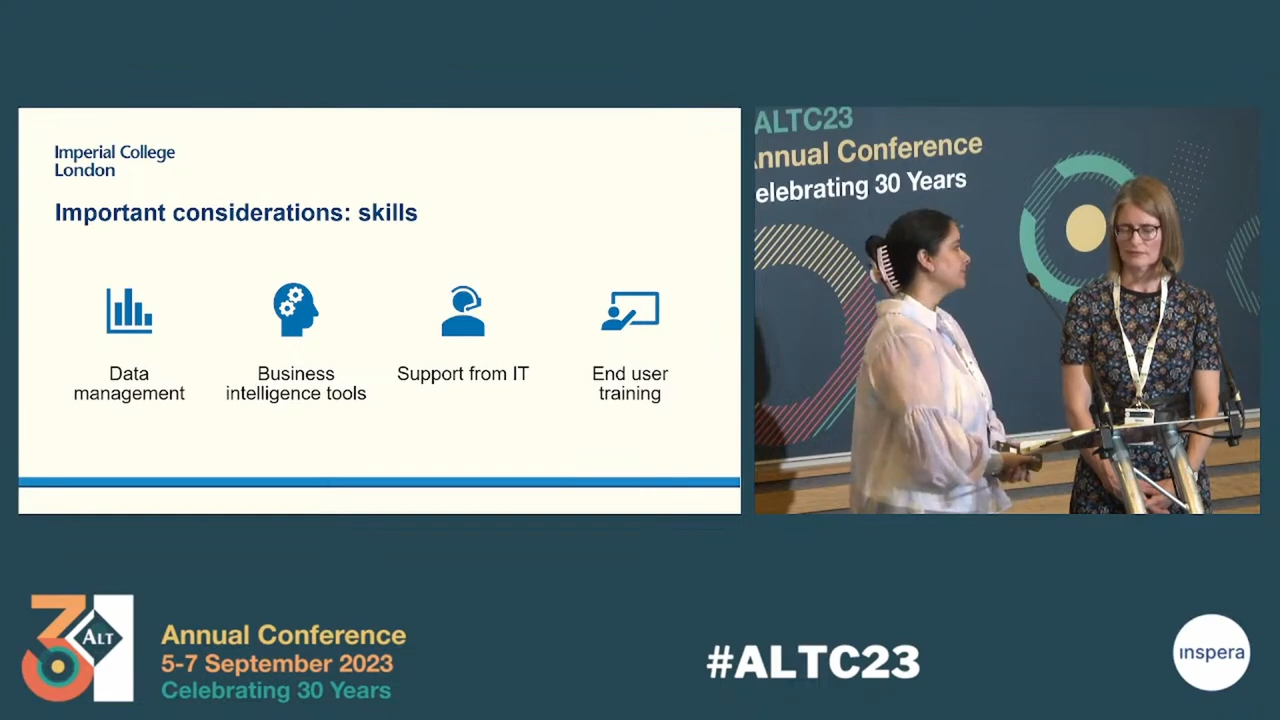 Imperial College
London
Important considerations: skills
Data
management
Business
intelligence tools
Support from IT
End user
training
ALTC23
nnual Conference
elebrating 30 Years
ALT
Annual Conference
5-7 September 2023
Celebrating 30 Years
#ALTC23
inspera